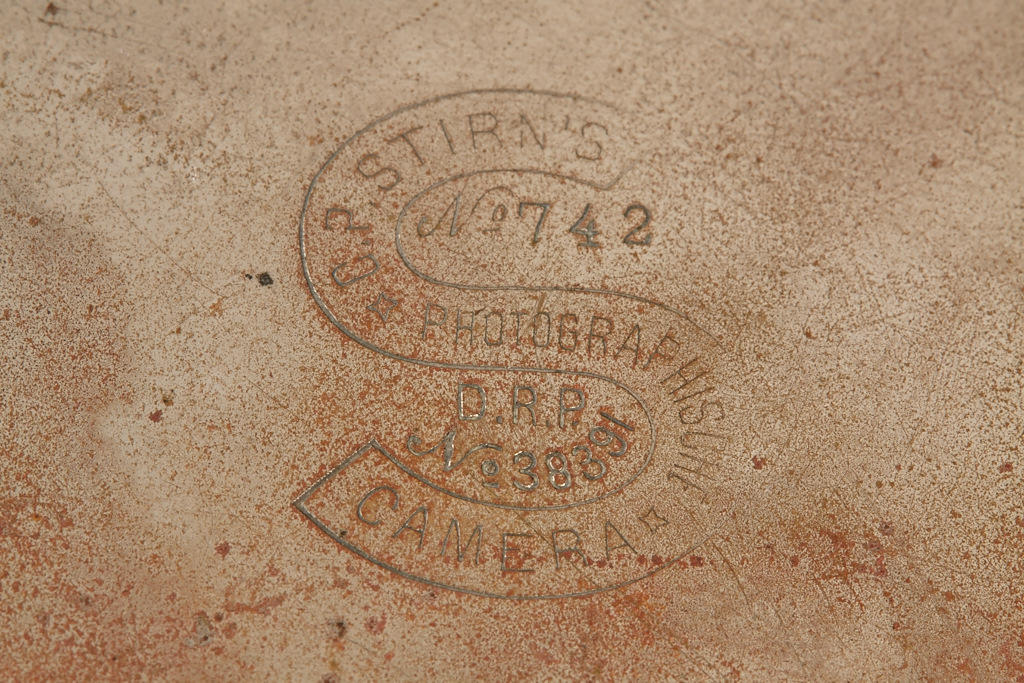 C.P. STIRN'S
No 742
PHOTOGRAPHISCHE
D.R.P.
No 38391
CAMERA